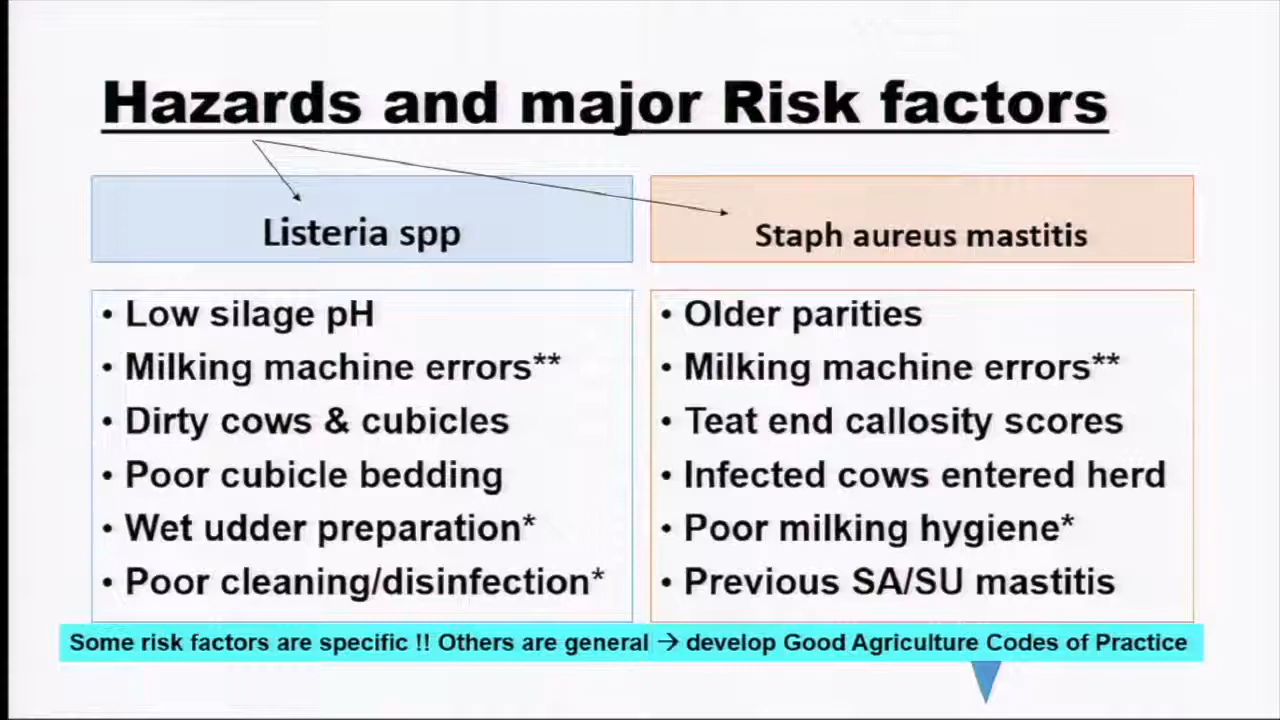 Hazards and major Risk factors
Listeria spp
• Low silage pH
• Milking machine errors**
• Dirty cows & cubicles
• Poor cubicle bedding
• Wet udder preparation*
• Poor cleaning/disinfection*
Staph aureus mastitis
• Older parities
• Milking machine errors**
• Teat end callosity scores
• Infected cows entered herd
• Poor milking hygiene*
• Previous SA/SU mastitis
Some risk factors are specific !! Others are general → develop Good Agriculture Codes of Practice